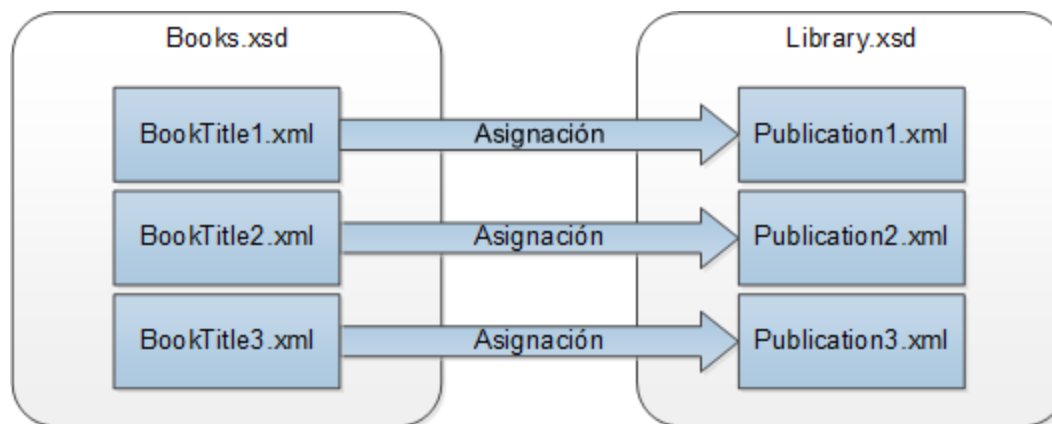 Books.xsd
Library.xsd
BookTitle1.xml
Asignación
Publication1.xml
BookTitle2.xml
Asignación
Publication2.xml
BookTitle3.xml
Asignación
Publication3.xml